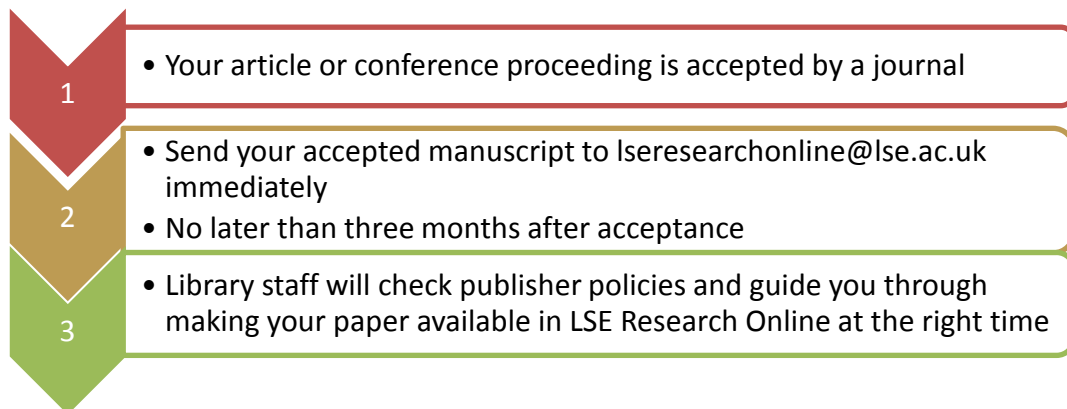 1
• Your article or conference proceeding is accepted by a journal
2
• Send your accepted manuscript to lseresearchonline@lse.ac.uk
immediately
• No later than three months after acceptance
3
• Library staff will check publisher policies and guide you through
making your paper available in LSE Research Online at the right time